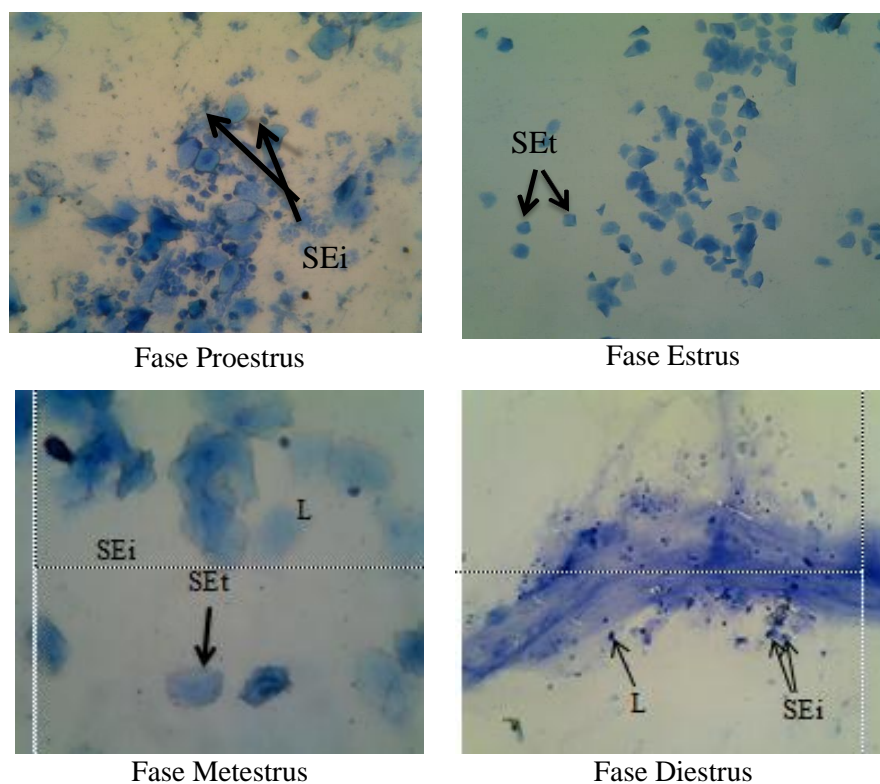 SEi
Fase Proestrus
SEt
Fase Estrus
L
SEi
SEt
Fase Metestrus
L
SEi
Fase Diestrus